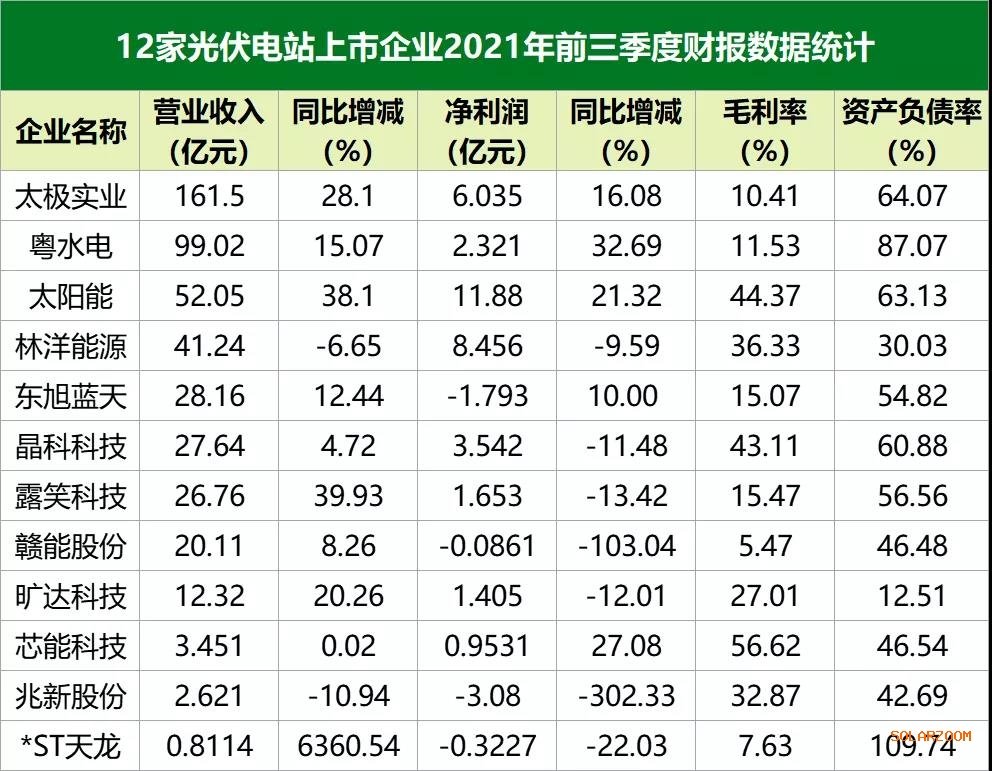 12家光伏电站上市企业2021年前三季度财报数据统计
企业名称 营业收入（亿元） 同比增减（%） 净利润（亿元） 同比增减（%） 毛利率（%） 资产负债率（%）
太极实业 161.5 28.1 6.035 16.08 10.41 64.07
粤水电 99.02 15.07 2.321 32.69 11.53 87.07
太阳能 52.05 38.1 11.88 21.32 44.37 63.13
林洋能源 41.24 -6.65 8.456 -9.59 36.33 30.03
东旭蓝天 28.16 12.44 -1.793 10.00 15.07 54.82
晶科科技 27.64 4.72 3.542 -11.48 43.11 60.88
露笑科技 26.76 39.93 1.653 -13.42 15.47 56.56
赣能股份 20.11 8.26 -0.0861 -103.04 5.47 46.48
旷达科技 12.32 20.26 1.405 -12.01 27.01 12.51
芯能科技 3.451 0.02 0.9531 27.08 56.62 46.54
兆新股份 2.621 -10.94 -3.08 -302.33 32.87 42.69
*ST天龙 0.8114 6360.54 -0.3227 -22.03 7.63 109.74
SOLARZOOM